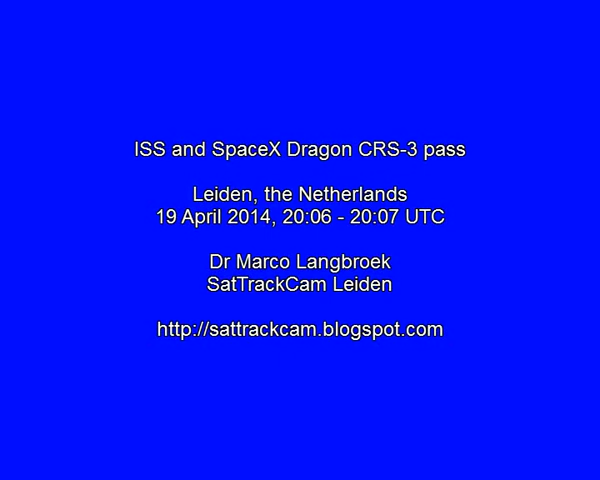 ISS and SpaceX Dragon CRS-3 pass
Leiden, the Netherlands
19 April 2014, 20:06 - 20:07 UTC
Dr Marco Langbroek
SatTrackCam Leiden
http://sattrackcam.blogspot.com